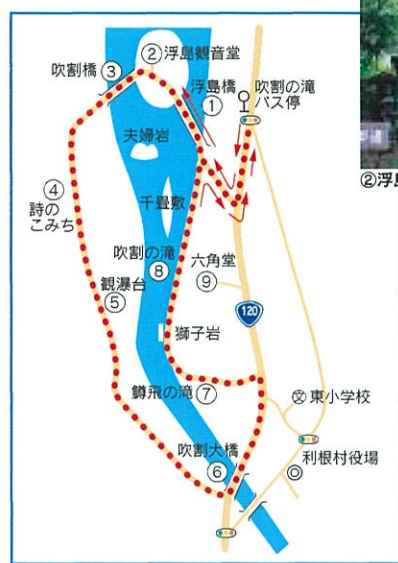 ②浮島観音堂
吹割橋
③
浮島橋
①
吹割の滝
バス停
夫婦岩
千畳敷
④
詩の
こみち
吹割の滝
⑧
六角堂
⑨
観瀑台
⑤
120
獅子岩
鱒飛の滝⑦
文東小学校
吹割大橋
⑥
利根村役場
②浮島